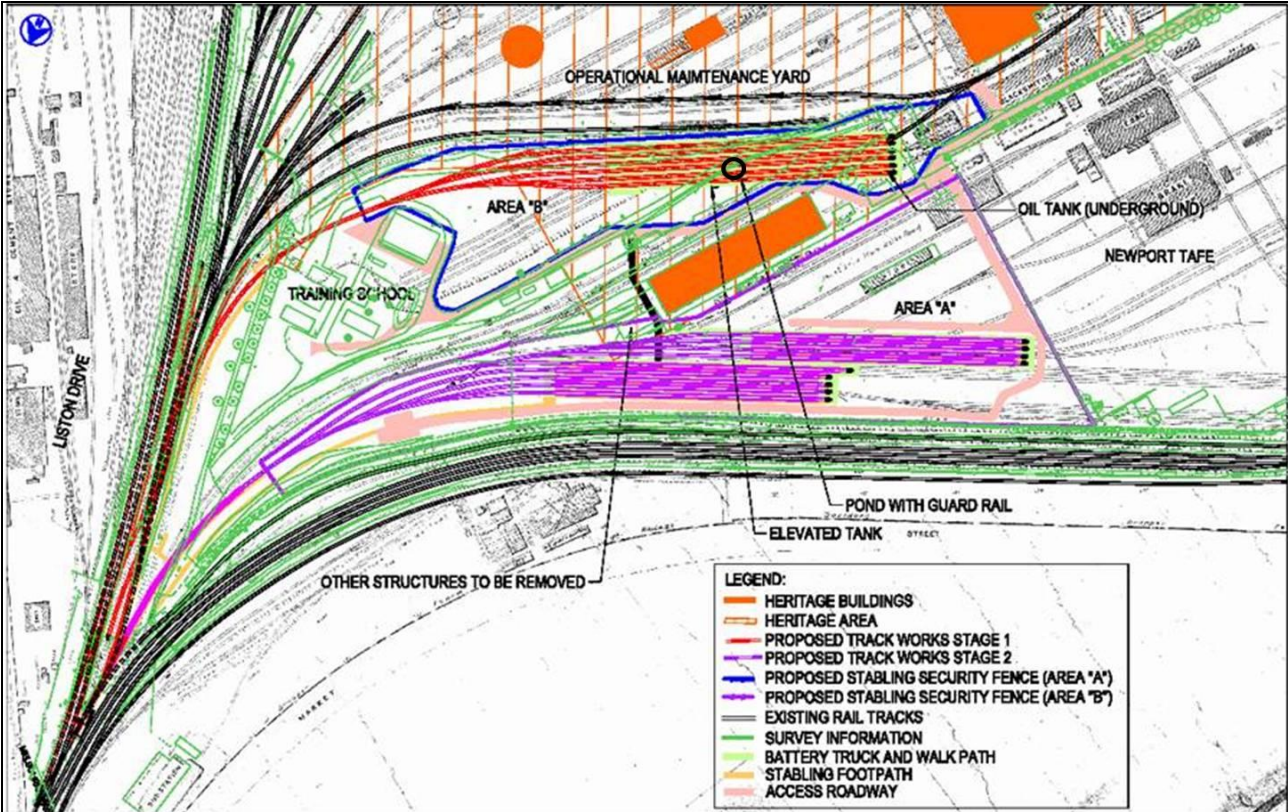 OPERATIONAL MAIMTENANCE YARD
AREA "B"
OIL TANK (UNDERGROUND)
NEWPORT TAFE
TRAINING SCHOOL
AREA "A"
LISTON DRIVE
POND WITH GUARD RAIL
ELEVATED TANK
STREET
OTHER STRUCTURES TO BE REMOVED
MARKET
SUB STATION
LEGEND:
HERITAGE BUILDINGS
HERITAGE AREA
PROPOSED TRACK WORKS STAGE 1
PROPOSED TRACK WORKS STAGE 2
PROPOSED STABLING SECURITY FENCE (AREA "A")
PROPOSED STABLING SECURITY FENCE (AREA "B")
EXISTING RAIL TRACKS
SURVEY INFORMATION
BATTERY TRUCK AND WALK PATH
STABLING FOOTPATH
ACCESS ROADWAY